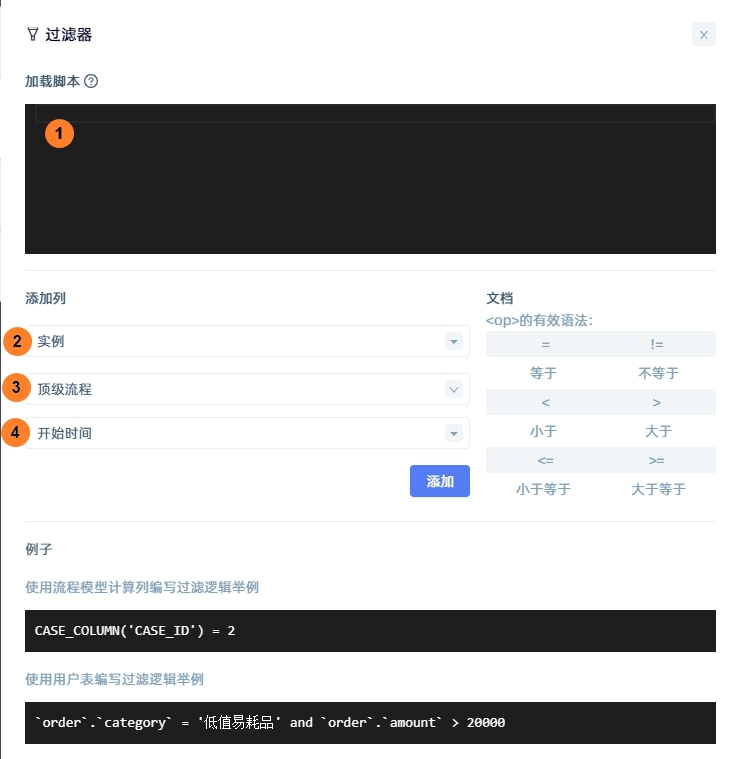 过滤器
x
加载脚本 ?
1
添加列
2 实例
3 顶级流程
4 开始时间
添加
文档
<op>的有效语法:
= !=
等于 不等于
< >
小于 大于
<= >=
小于等于 大于等于
例子
使用流程模型计算列编写过滤逻辑举例
CASE_COLUMN('CASE_ID') = 2
使用用户表编写过滤逻辑举例
`order`.`category` = '低值易耗品' and `order`.`amount` > 20000